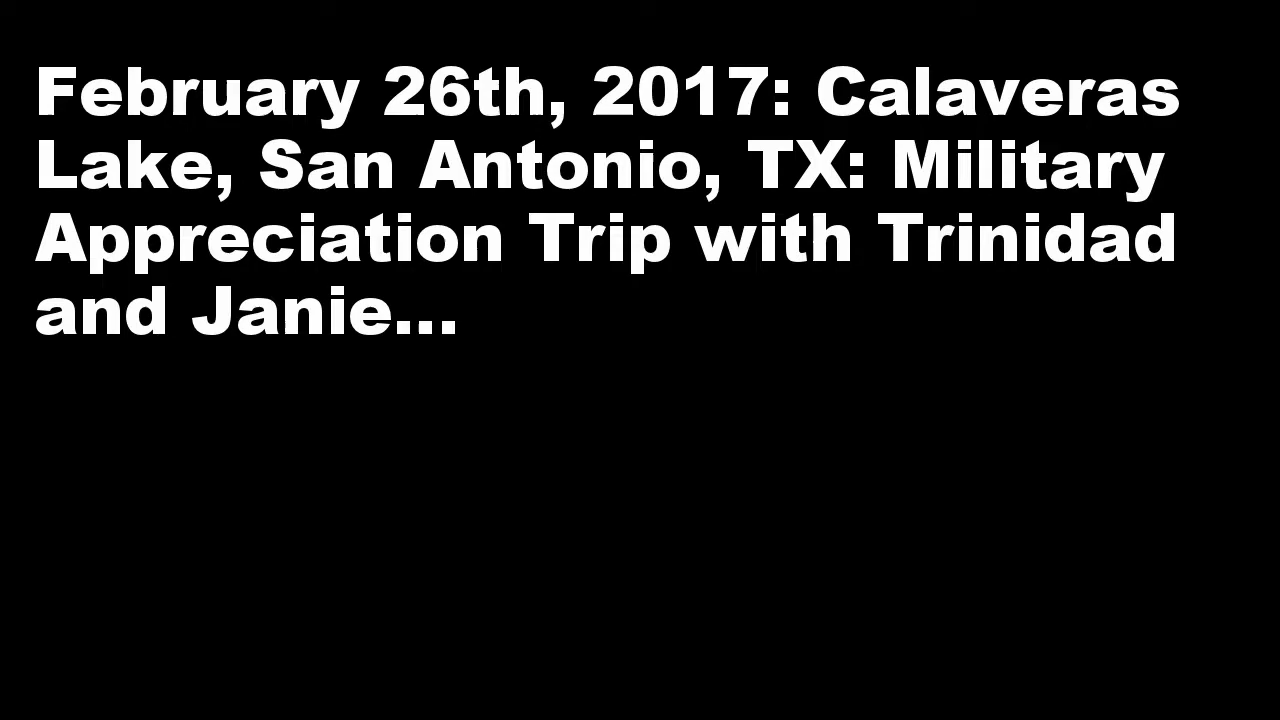 February 26th, 2017: Calaveras
Lake, San Antonio, TX: Military
Appreciation Trip with Trinidad
and Janie...